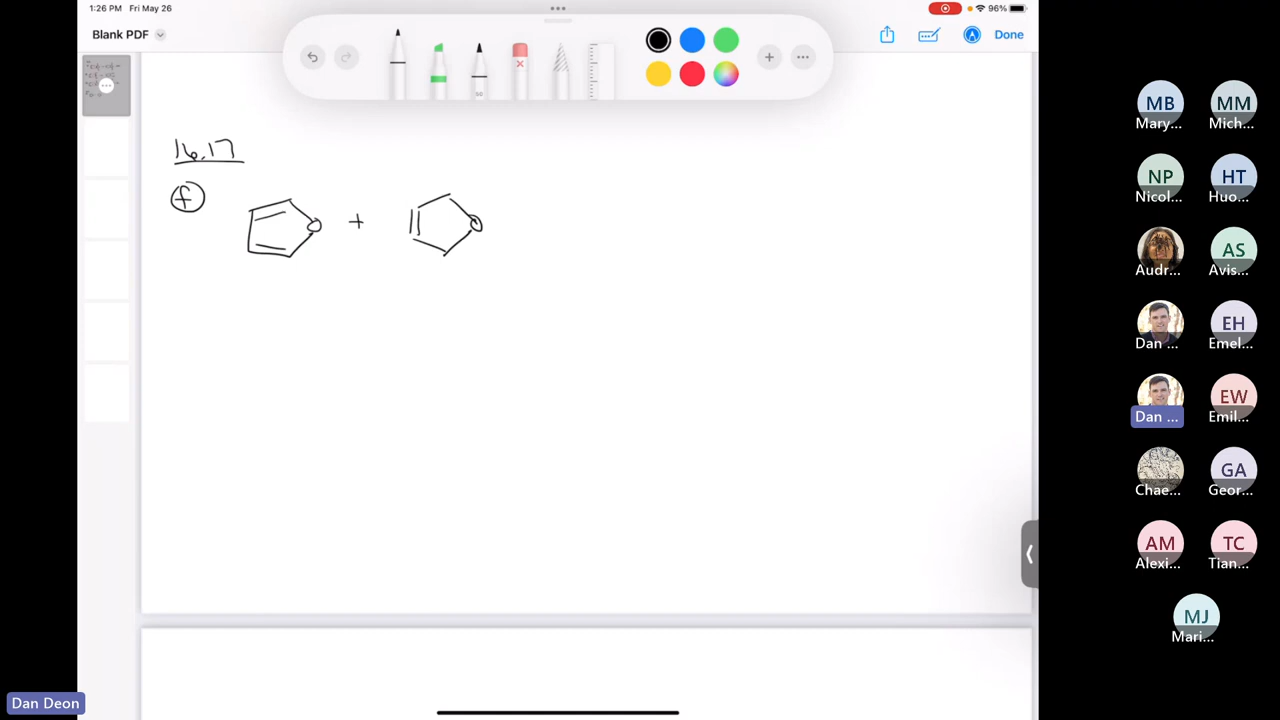 1:26 PM Fri May 26
96%
Blank PDF
Done
50
16.17
f
O + O
MB
Mary...
MM
Mich...
NP
Nicol...
HT
Huo...
Audr...
AS
Avis...
Dan ...
EH
Emel...
Dan ...
EW
Emil...
Chae...
GA
Geor...
AM
Alexi...
TC
Tian...
MJ
Mari...
Dan Deon